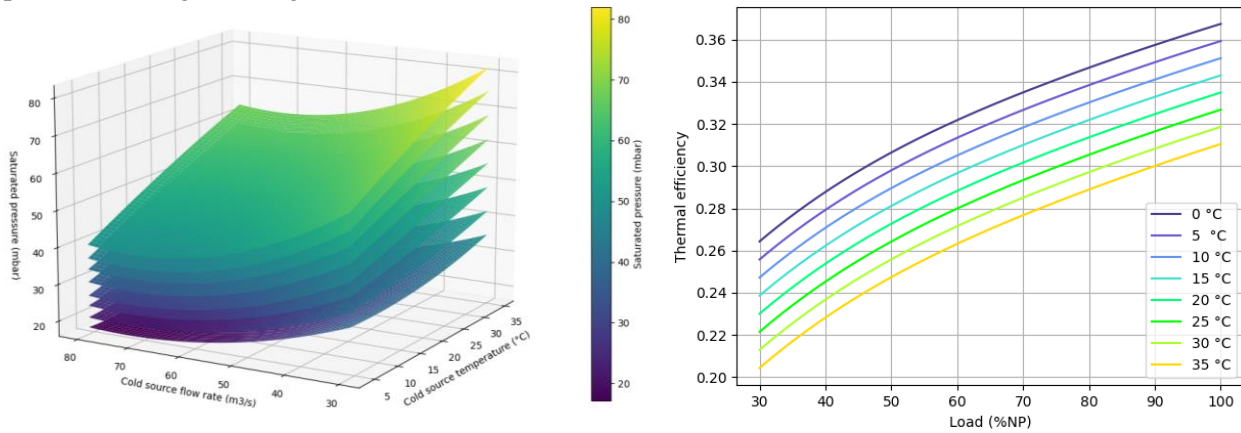 80
70
60
50
40
30
20
Saturated pressure (mbar)
80
70
60
50
40
30
Cold source flow rate (m3/s)
5
10
15
20
25
30
35
Cold source temperature (°C)
80
70
60
50
40
30
20
Saturated pressure (mbar)
0.36
0.34
0.32
0.30
0.28
0.26
0.24
0.22
0.20
Thermal efficiency
30 40 50 60 70 80 90 100
Load (%NP)
0 °C
5 °C
10 °C
15 °C
20 °C
25 °C
30 °C
35 °C